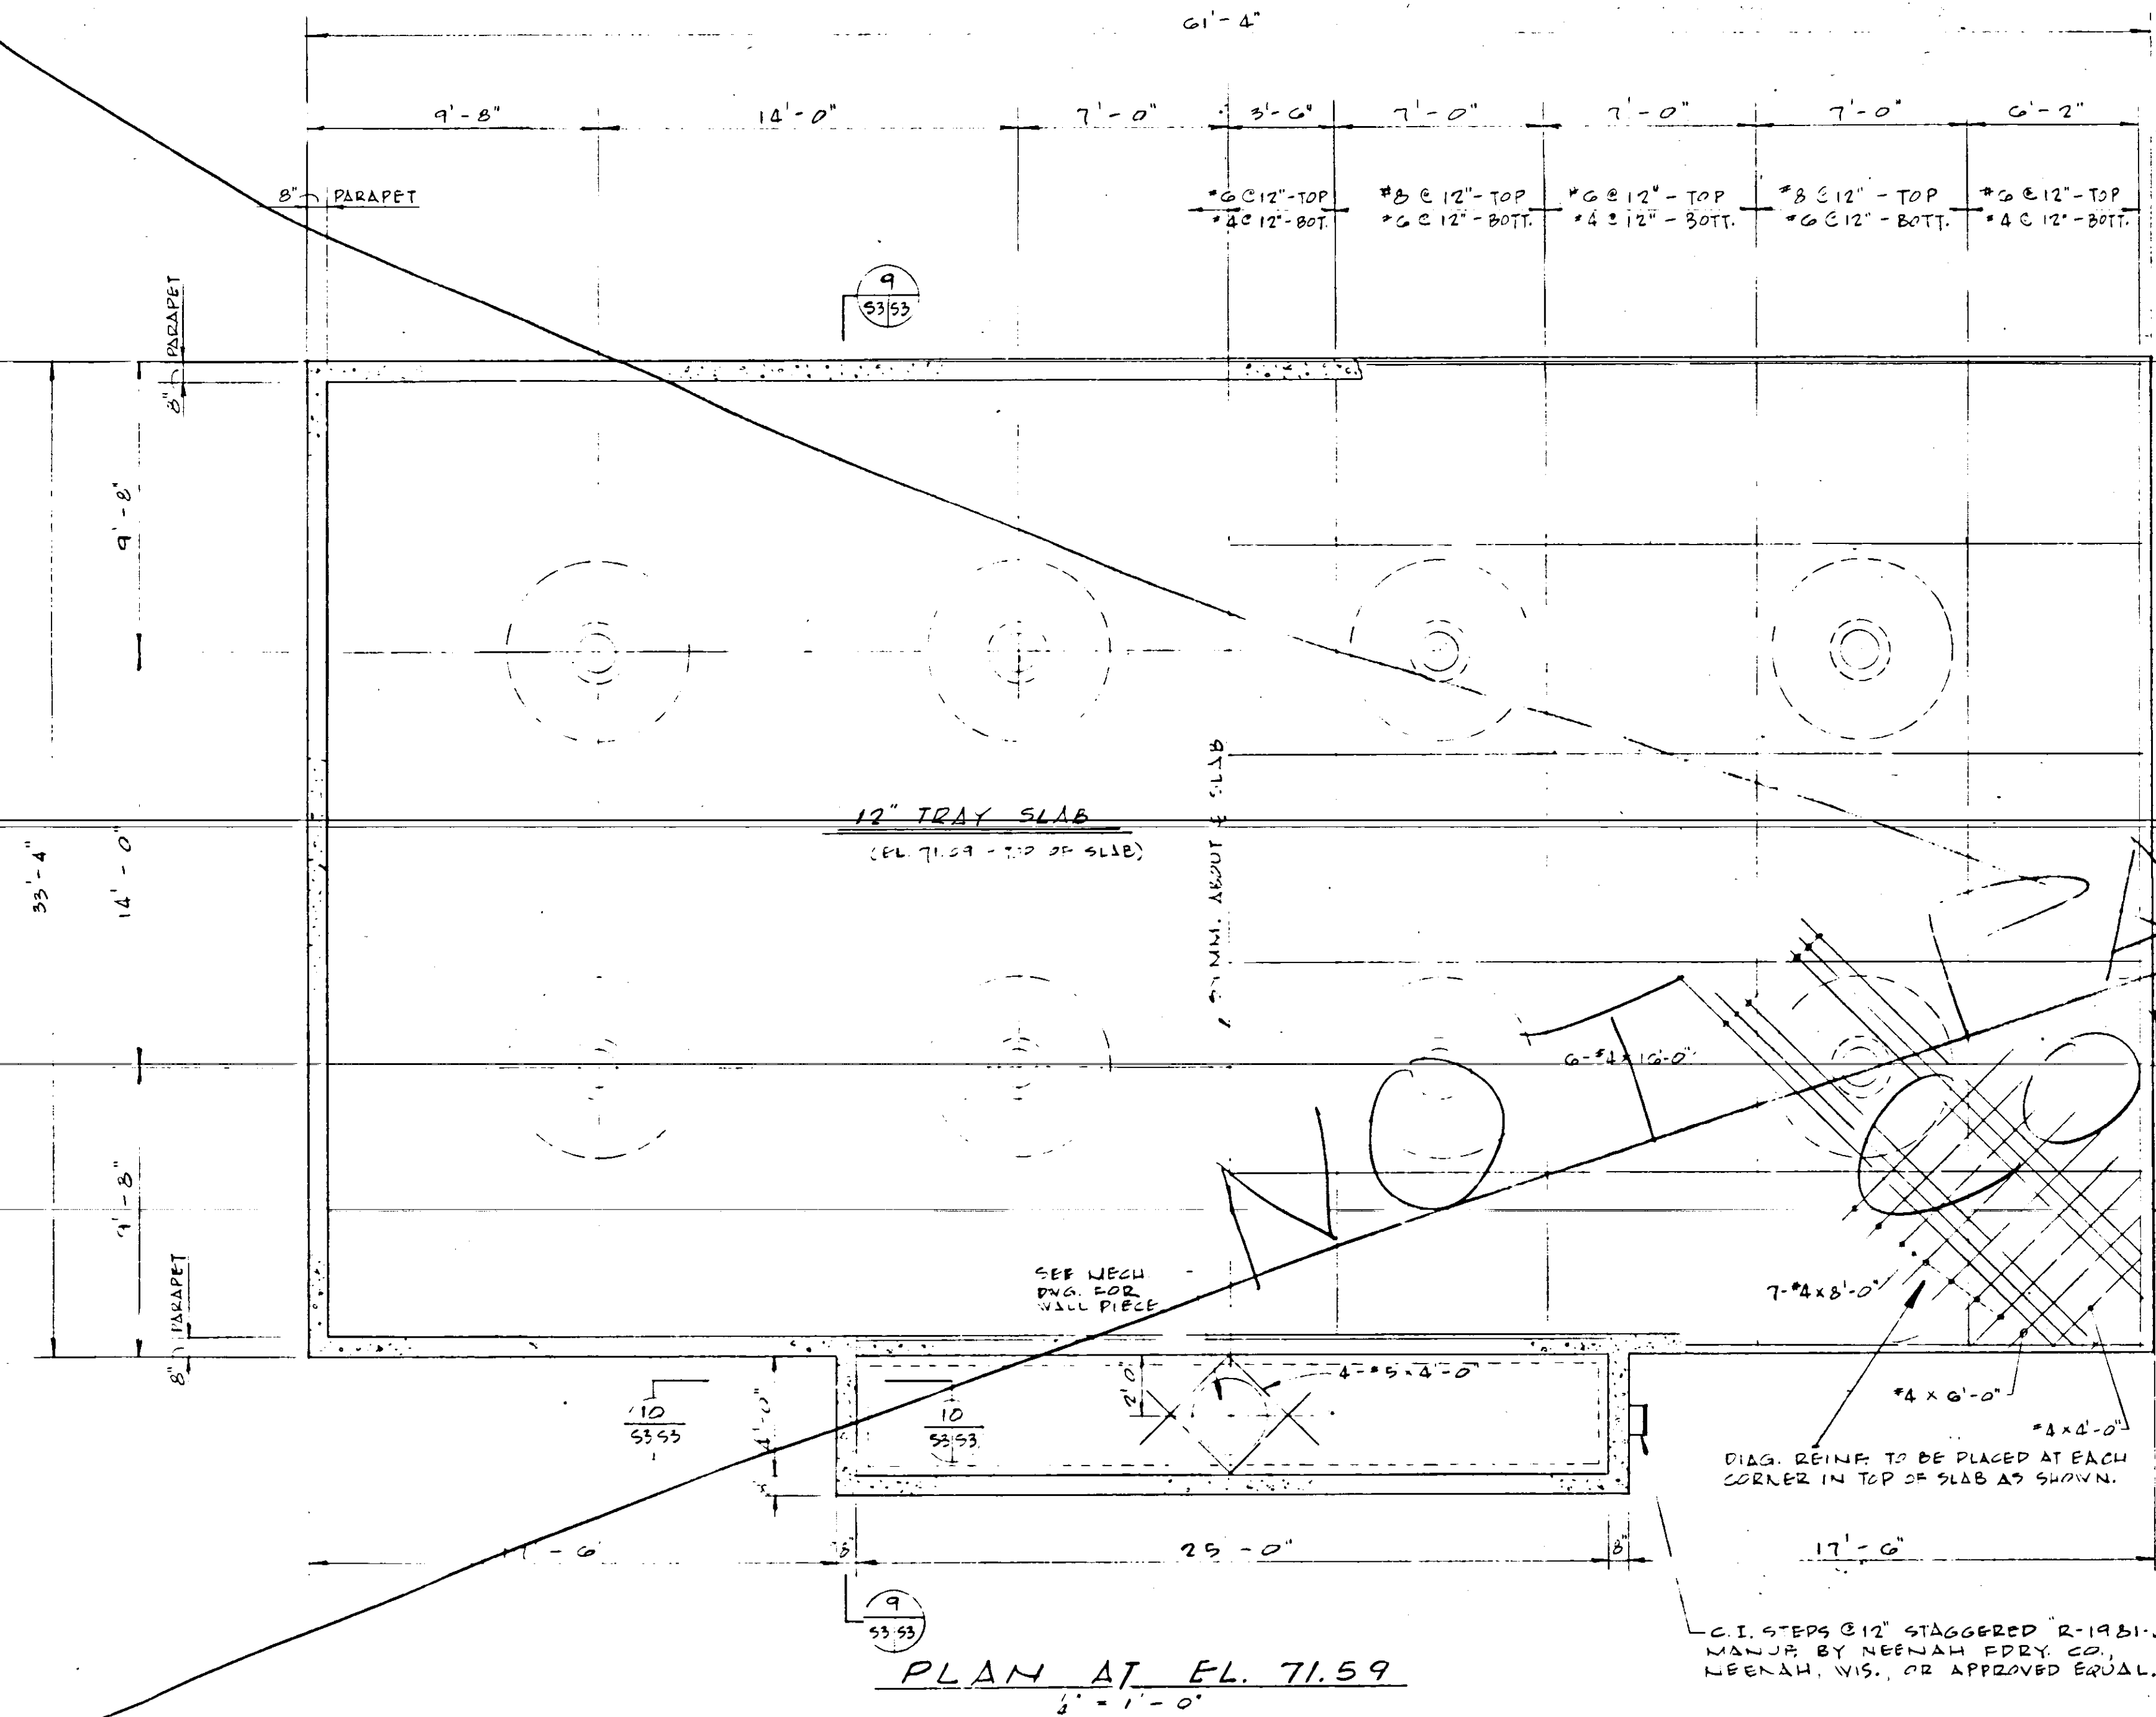 61'-4"
9'-8" 14'-0" 7'-0" 3'-6" 7'-0" 7'-0" 7'-0" 6'-2"
8" PARAPET
#6 @ 12"-TOP
#4 @ 12"-BOT.
#8 @ 12"-TOP
#6 @ 12"-BOTT.
#6 @ 12" - TOP
#4 @ 12" - BOTT.
#8 @ 12" - TOP
#6 @ 12" - BOTT.
#6 @ 12"-TOP
#4 @ 12"-BOTT.
9
S3 S3
8" PARAPET
9'-8"
33'-4"
14'-0"
9'-8"
8" PARAPET
12" TRAY SLAB
(EL. 71.59 - TOP OF SLAB)
SYMM. ABOUT ℄ SLAB
NOT
6-#4 x 16'-0"
7-#4 x 8'-0"
SEE MECH.
DWG. FOR
WALL PIECE
10
S3 S3
4'-0"
10
S3 S3
2'-0"
4-#5 x 4'-0"
#4 x 6'-0"
#4 x 4'-0"
DIAG. REINF. TO BE PLACED AT EACH
CORNER IN TOP OF SLAB AS SHOWN.
8" 25'-0" 8" 17'-6"
9
S3 S3
C.I. STEPS @ 12" STAGGERED "R-1981-
MANUF. BY NEENAH FDRY. CO.,
NEENAH, WIS., OR APPROVED EQUAL.
PLAN AT EL. 71.59
1/4" = 1'-0"